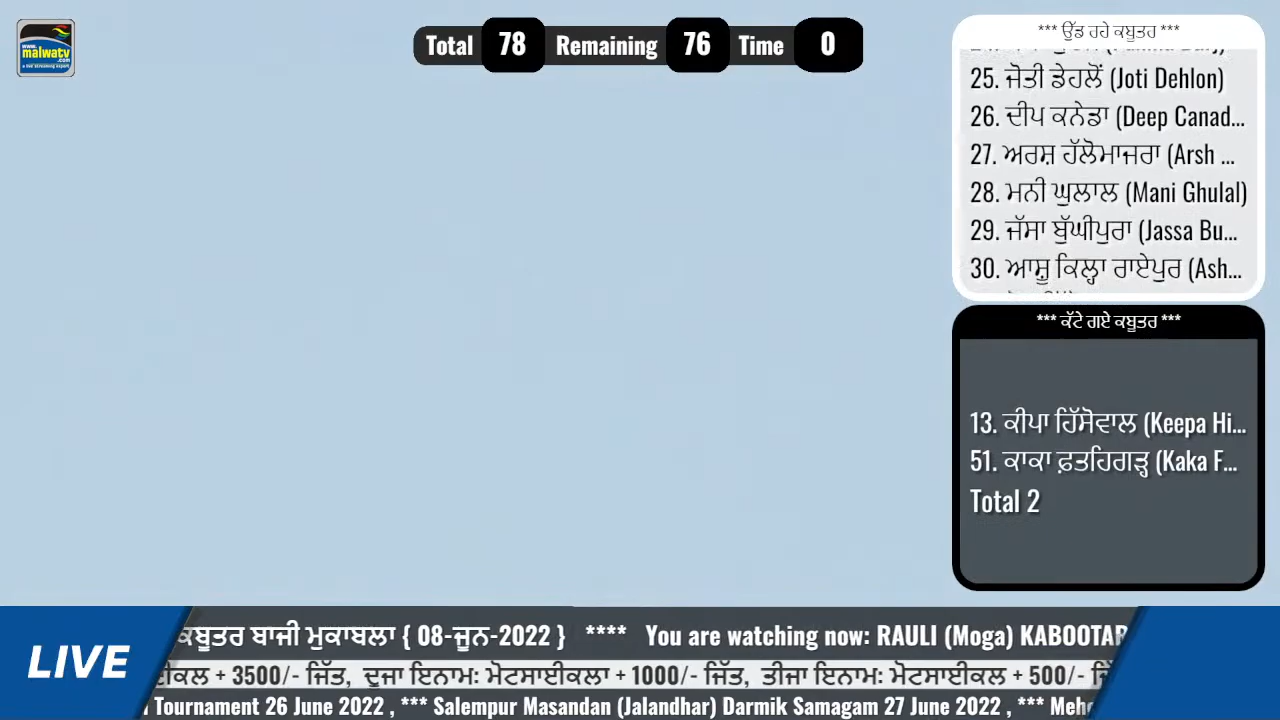 www.
malwatv
.com
Total 78 Remaining 76 Time 0
*** ਉੱਡ ਰਹੇ ਕਬੂਤਰ ***
25. ਜੋਤੀ ਡੇਹਲੋਂ (Joti Dehlon)
26. ਦੀਪ ਕਨੇਡਾ (Deep Canad...
27. ਅਰਸ਼ ਹੱਲੋਮਾਜਰਾ (Arsh ...
28. ਮਨੀ ਘੁਲਾਲ (Mani Ghulal)
29. ਜੱਸਾ ਬੁੱਘੀਪੁਰਾ (Jassa Bu...
30. ਆਸ਼ੂ ਕਿਲ੍ਹਾ ਰਾਏਪੁਰ (Ash...
*** ਕੱਟੇ ਗਏ ਕਬੂਤਰ ***
13. ਕੀਪਾ ਹਿੱਸੋਵਾਲ (Keepa Hi...
51. ਕਾਕਾ ਫ਼ਤਹਿਗੜ੍ਹ (Kaka F...
Total 2
LIVE
ਕਬੂਤਰ ਬਾਜੀ ਮੁਕਾਬਲਾ { 08-ਜੂਨ-2022 } **** You are watching now: RAULI (Moga) KABOOTAR
+ 3500/- ਜਿੱਤ, ਦੂਜਾ ਇਨਾਮ: ਮੋਟਸਾਈਕਲਾ + 1000/- ਜਿੱਤ, ਤੀਜਾ ਇਨਾਮ: ਮੋਟਸਾਈਕਲ + 500/-
Tournament 26 June 2022 , *** Salempur Masandan (Jalandhar) Darmik Samagam 27 June 2022 , ***